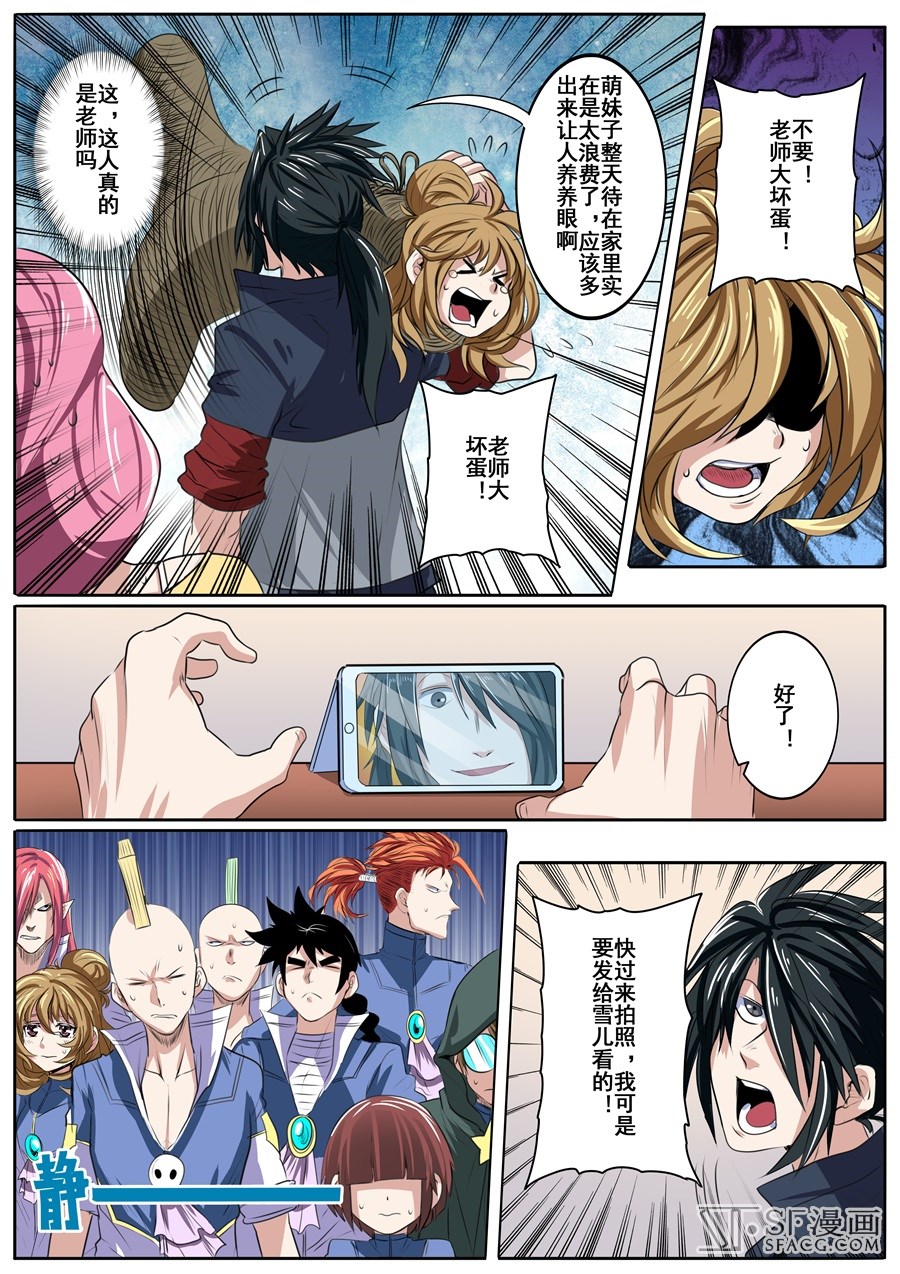 不要！
老师大坏蛋！
萌妹子整天待在家里实
在是太浪费了，应该多
出来让人养养眼啊
老师大
坏蛋！
这，这人真的
是老师吗
好了！
快过来拍照，我可是
要发给雪儿看的！
静
SF漫画
SFACG.COM